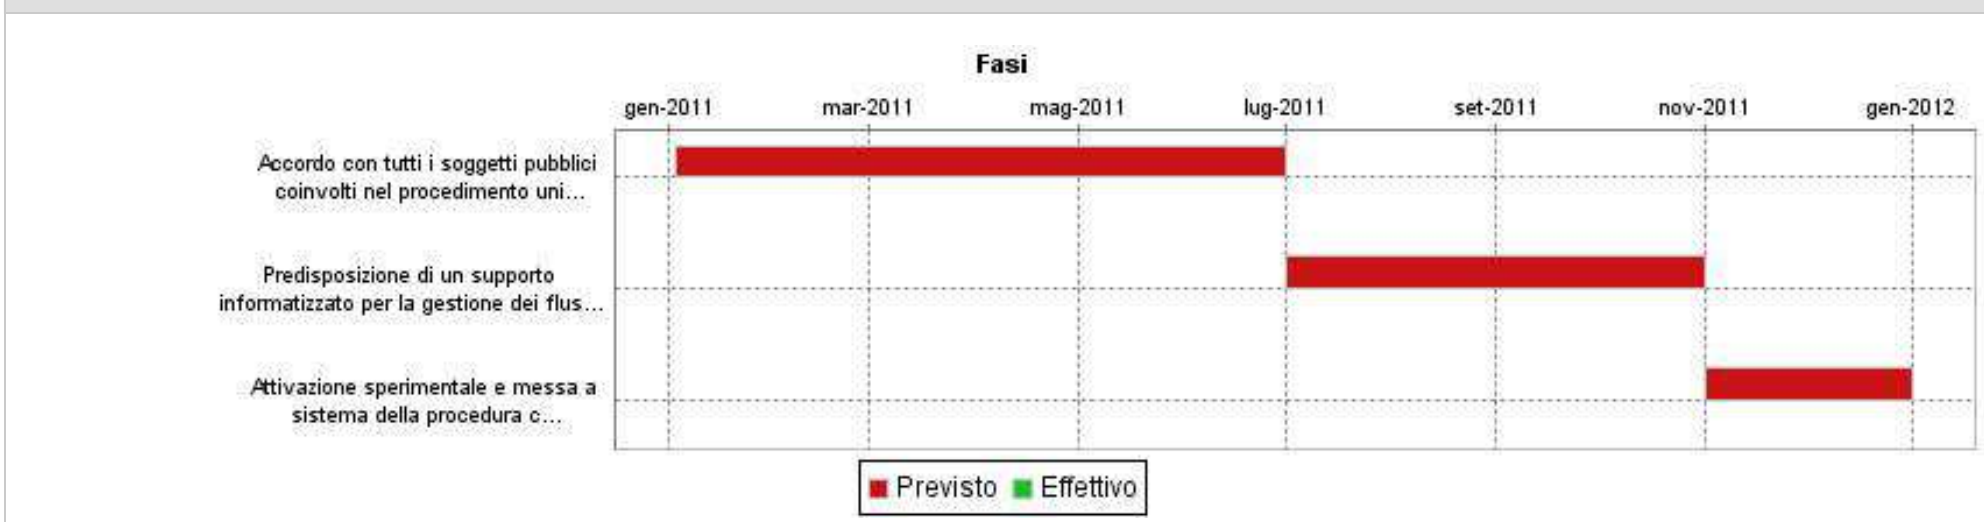 Fasi
gen-2011 mar-2011 mag-2011 lug-2011 set-2011 nov-2011 gen-2012
Accordo con tutti i soggetti pubblici
coinvolti nel procedimento uni...
Predisposizione di un supporto
informatizzato per la gestione dei flus...
Attivazione sperimentale e messa a
sistema della procedura c...
Previsto Effettivo